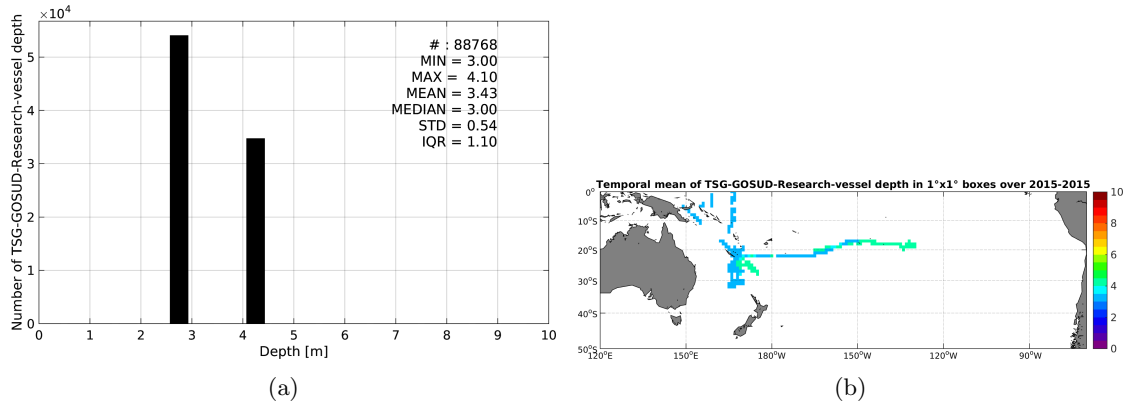 ×10⁴
5
4
3
2
1
0
Number of TSG-GOSUD-Research-vessel depth
# : 88768
MIN = 3.00
MAX = 4.10
MEAN = 3.43
MEDIAN = 3.00
STD = 0.54
IQR = 1.10
0 1 2 3 4 5 6 7 8 9 10
Depth [m]
(a)
Temporal mean of TSG-GOSUD-Research-vessel depth in 1°x1° boxes over 2015-2015
0°
10°S
20°S
30°S
40°S
50°S
120°E 150°E 180°W 150°W 120°W 90°W
10
8
6
4
2
0
(b)